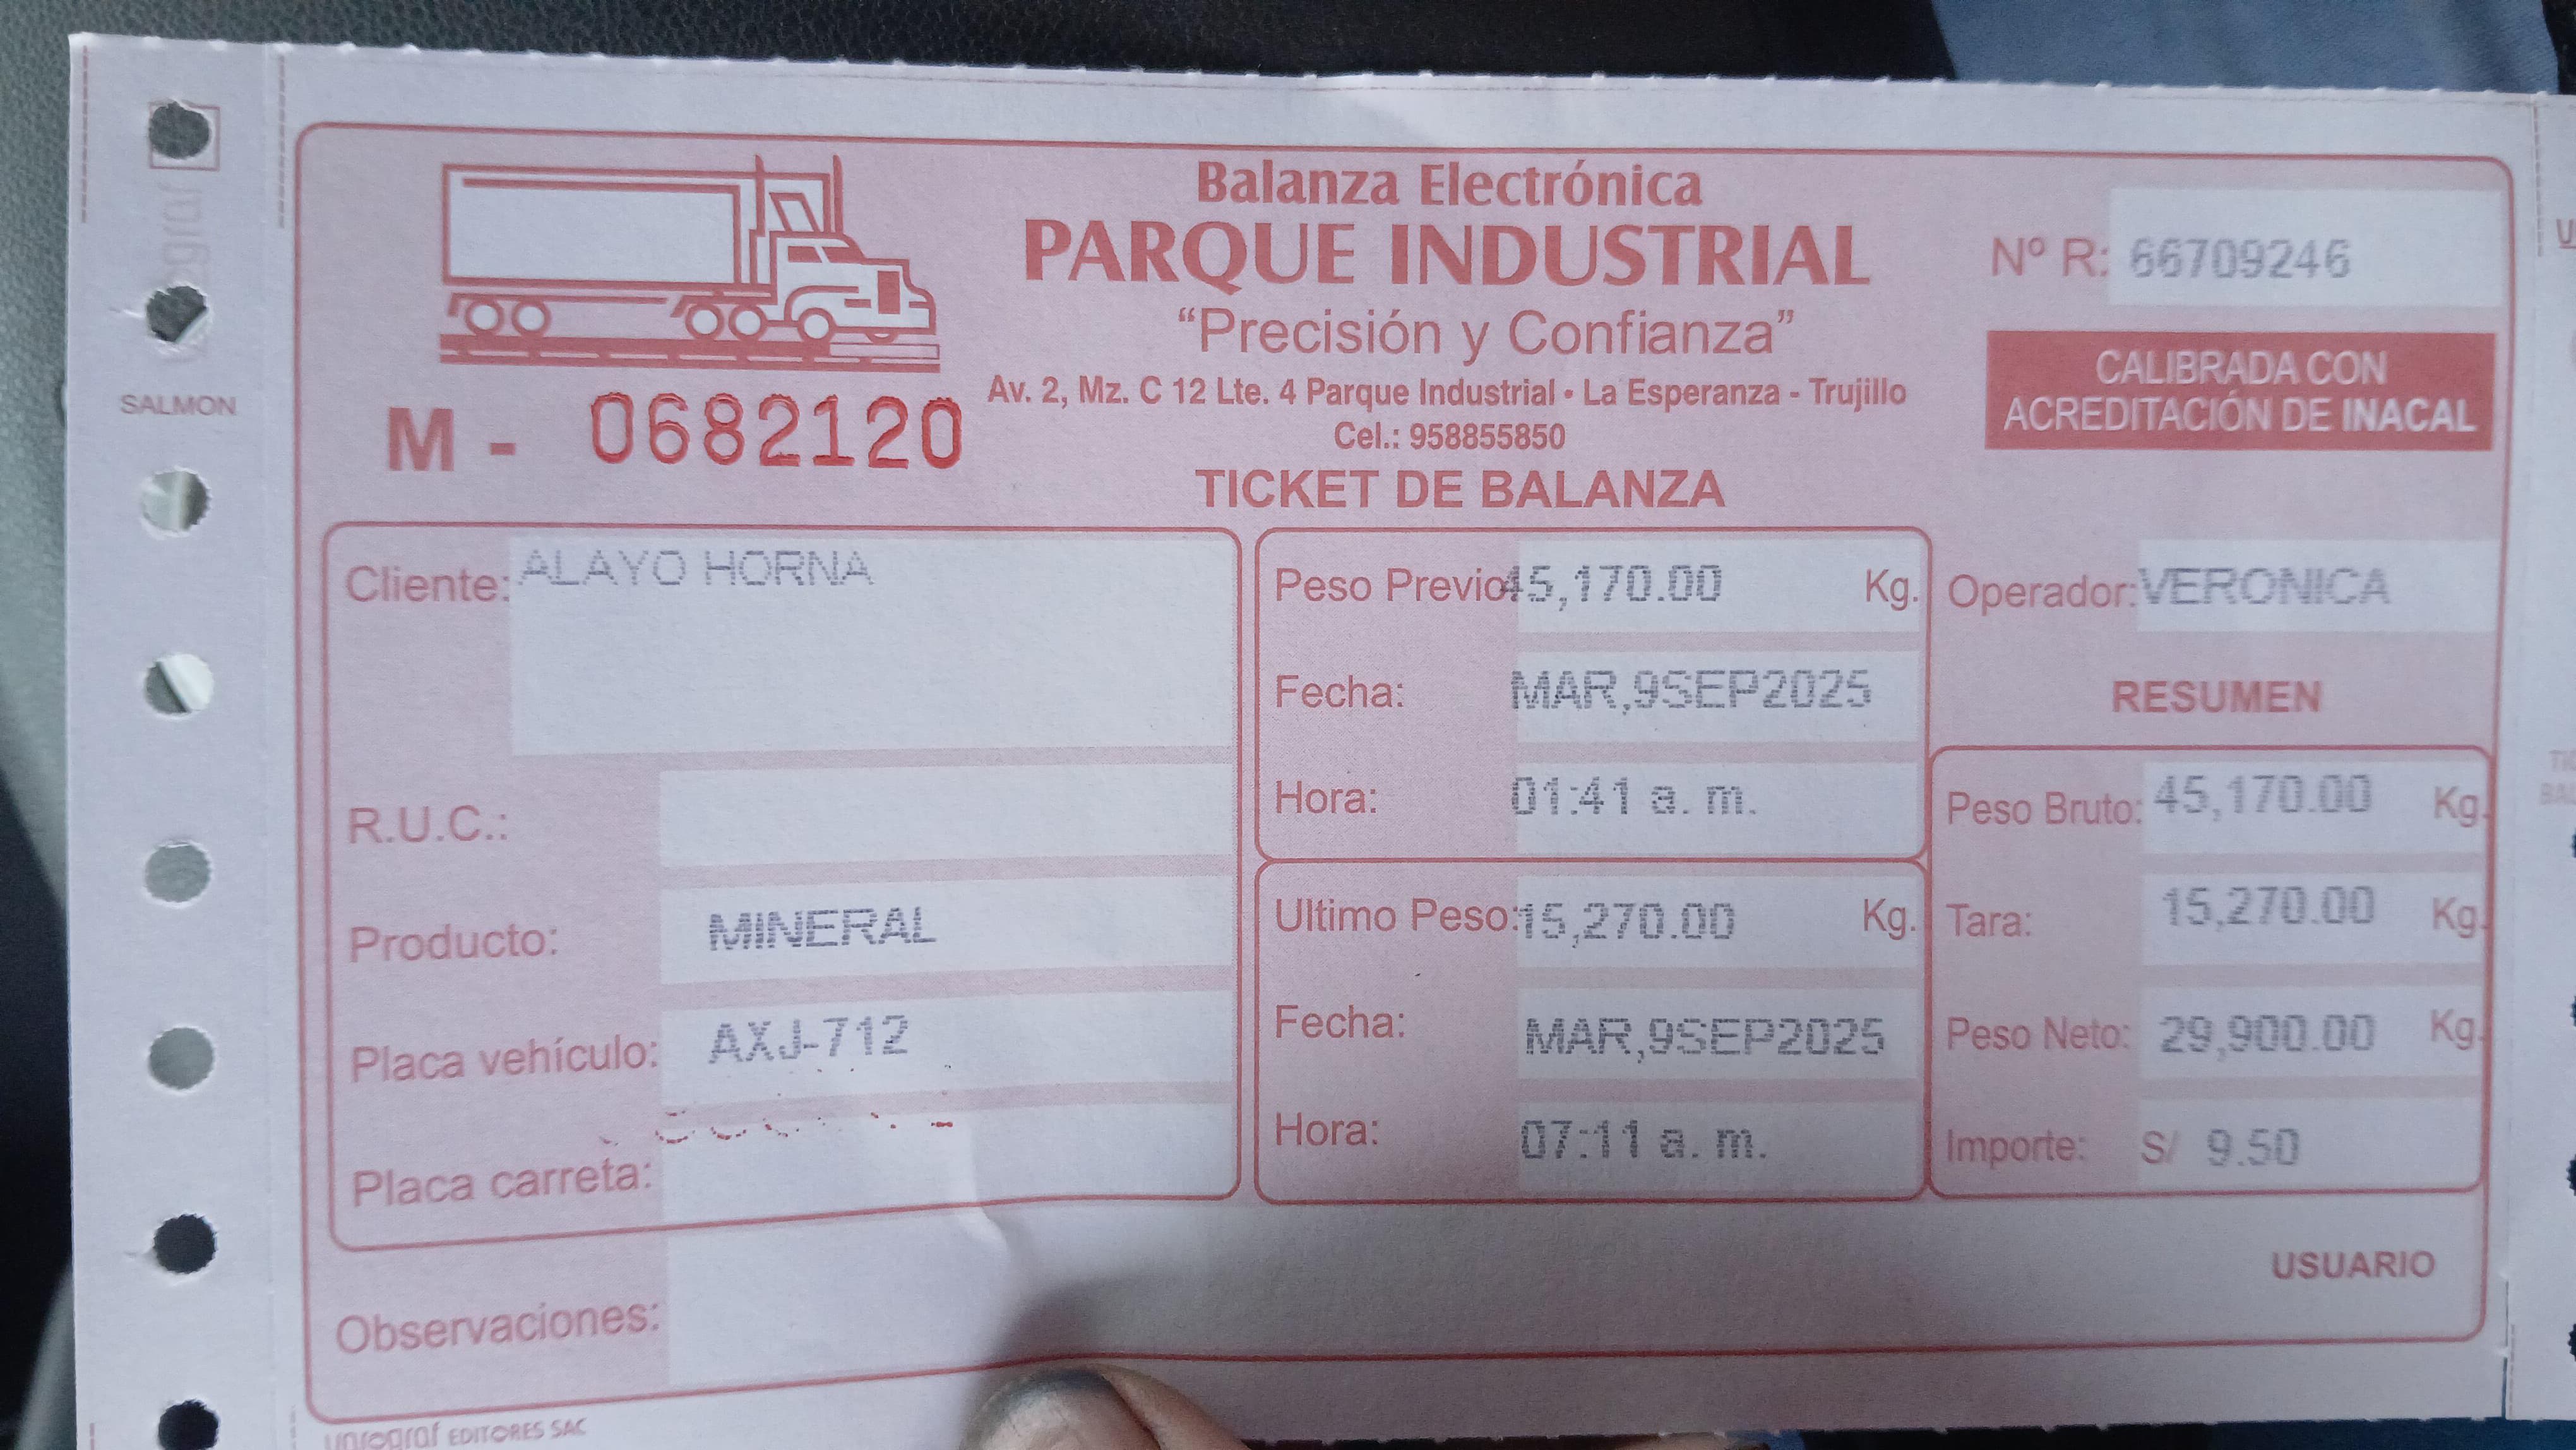 Balanza Electrónica
PARQUE INDUSTRIAL
“Precisión y Confianza”
Av. 2, Mz. C 12 Lte. 4 Parque Industrial • La Esperanza - Trujillo
Cel.: 958855850
TICKET DE BALANZA
M - 0682120
Nº R: 66709246
CALIBRADA CON
ACREDITACIÓN DE INACAL
SALMON
Cliente: ALAYO HORNA
R.U.C.:
Producto: MINERAL
Placa vehículo: AXJ-712
Placa carreta:
Observaciones:
Peso Previo 45,170.00 Kg.
Fecha: MAR,9SEP2025
Hora: 01:41 a. m.
Ultimo Peso: 15,270.00 Kg.
Fecha: MAR,9SEP2025
Hora: 07:11 a. m.
Operador: VERONICA
RESUMEN
Peso Bruto: 45,170.00 Kg.
Tara: 15,270.00 Kg.
Peso Neto: 29,900.00 Kg.
Importe: S/ 9.50
USUARIO
EDITORES SAC